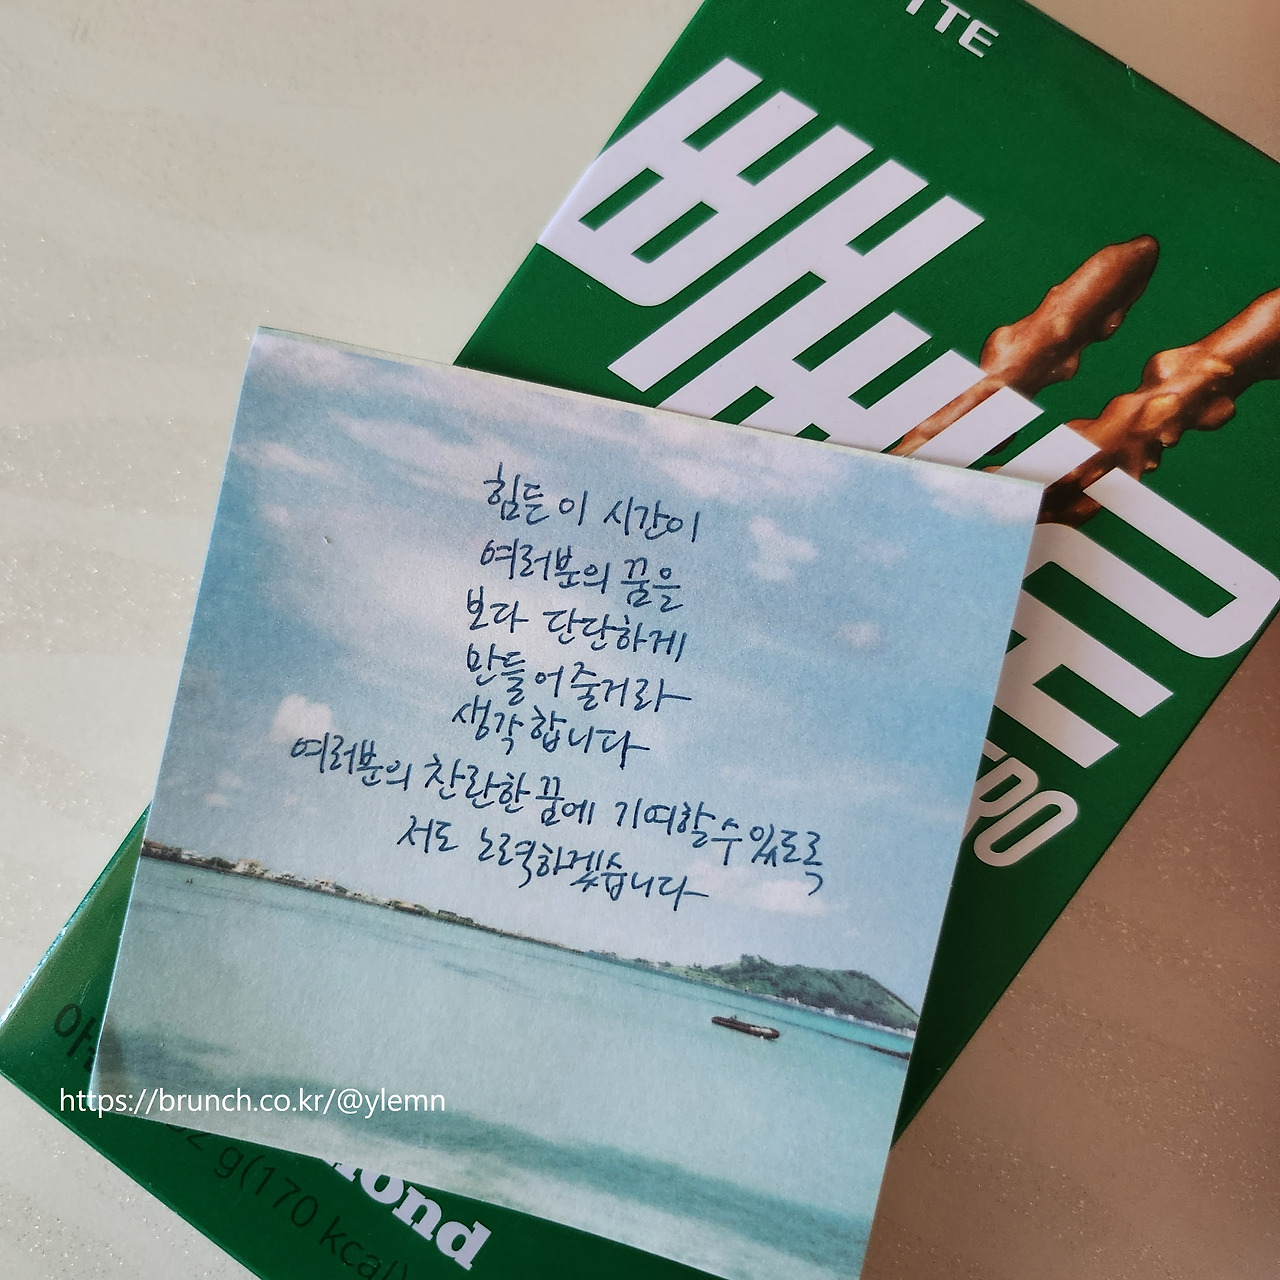 빼빼로
힘든 이 시간이
여러분의 꿈을
보다 단단하게
만들어 줄거라
생각합니다
여러분의 찬란한 꿈에 기여할 수 있도록
저도 노력하겠습니다
https://brunch.co.kr/@ylemn
g(170 kcal)